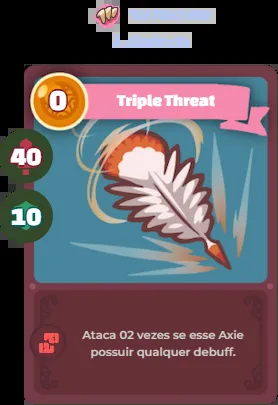 0
Triple Threat
40
10
Ataca 02 vezes se esse Axie
possuir qualquer debuff.